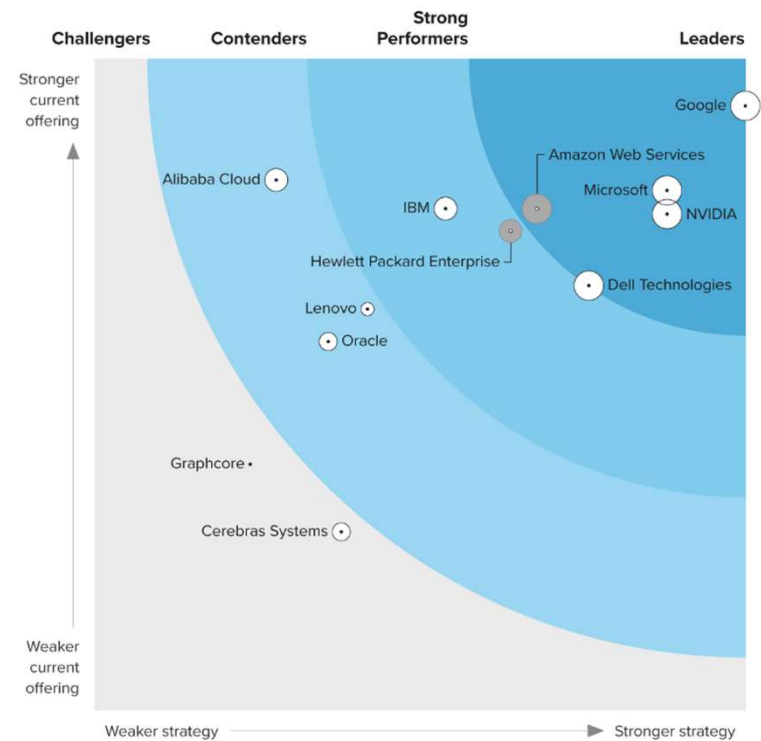 Strong
Challengers Contenders Performers Leaders
Stronger
current
offering
Google
Amazon Web Services
Alibaba Cloud
Microsoft
IBM
NVIDIA
Hewlett Packard Enterprise
Dell Technologies
Lenovo
Oracle
Graphcore
Cerebras Systems
Weaker
current
offering
Weaker strategy Stronger strategy